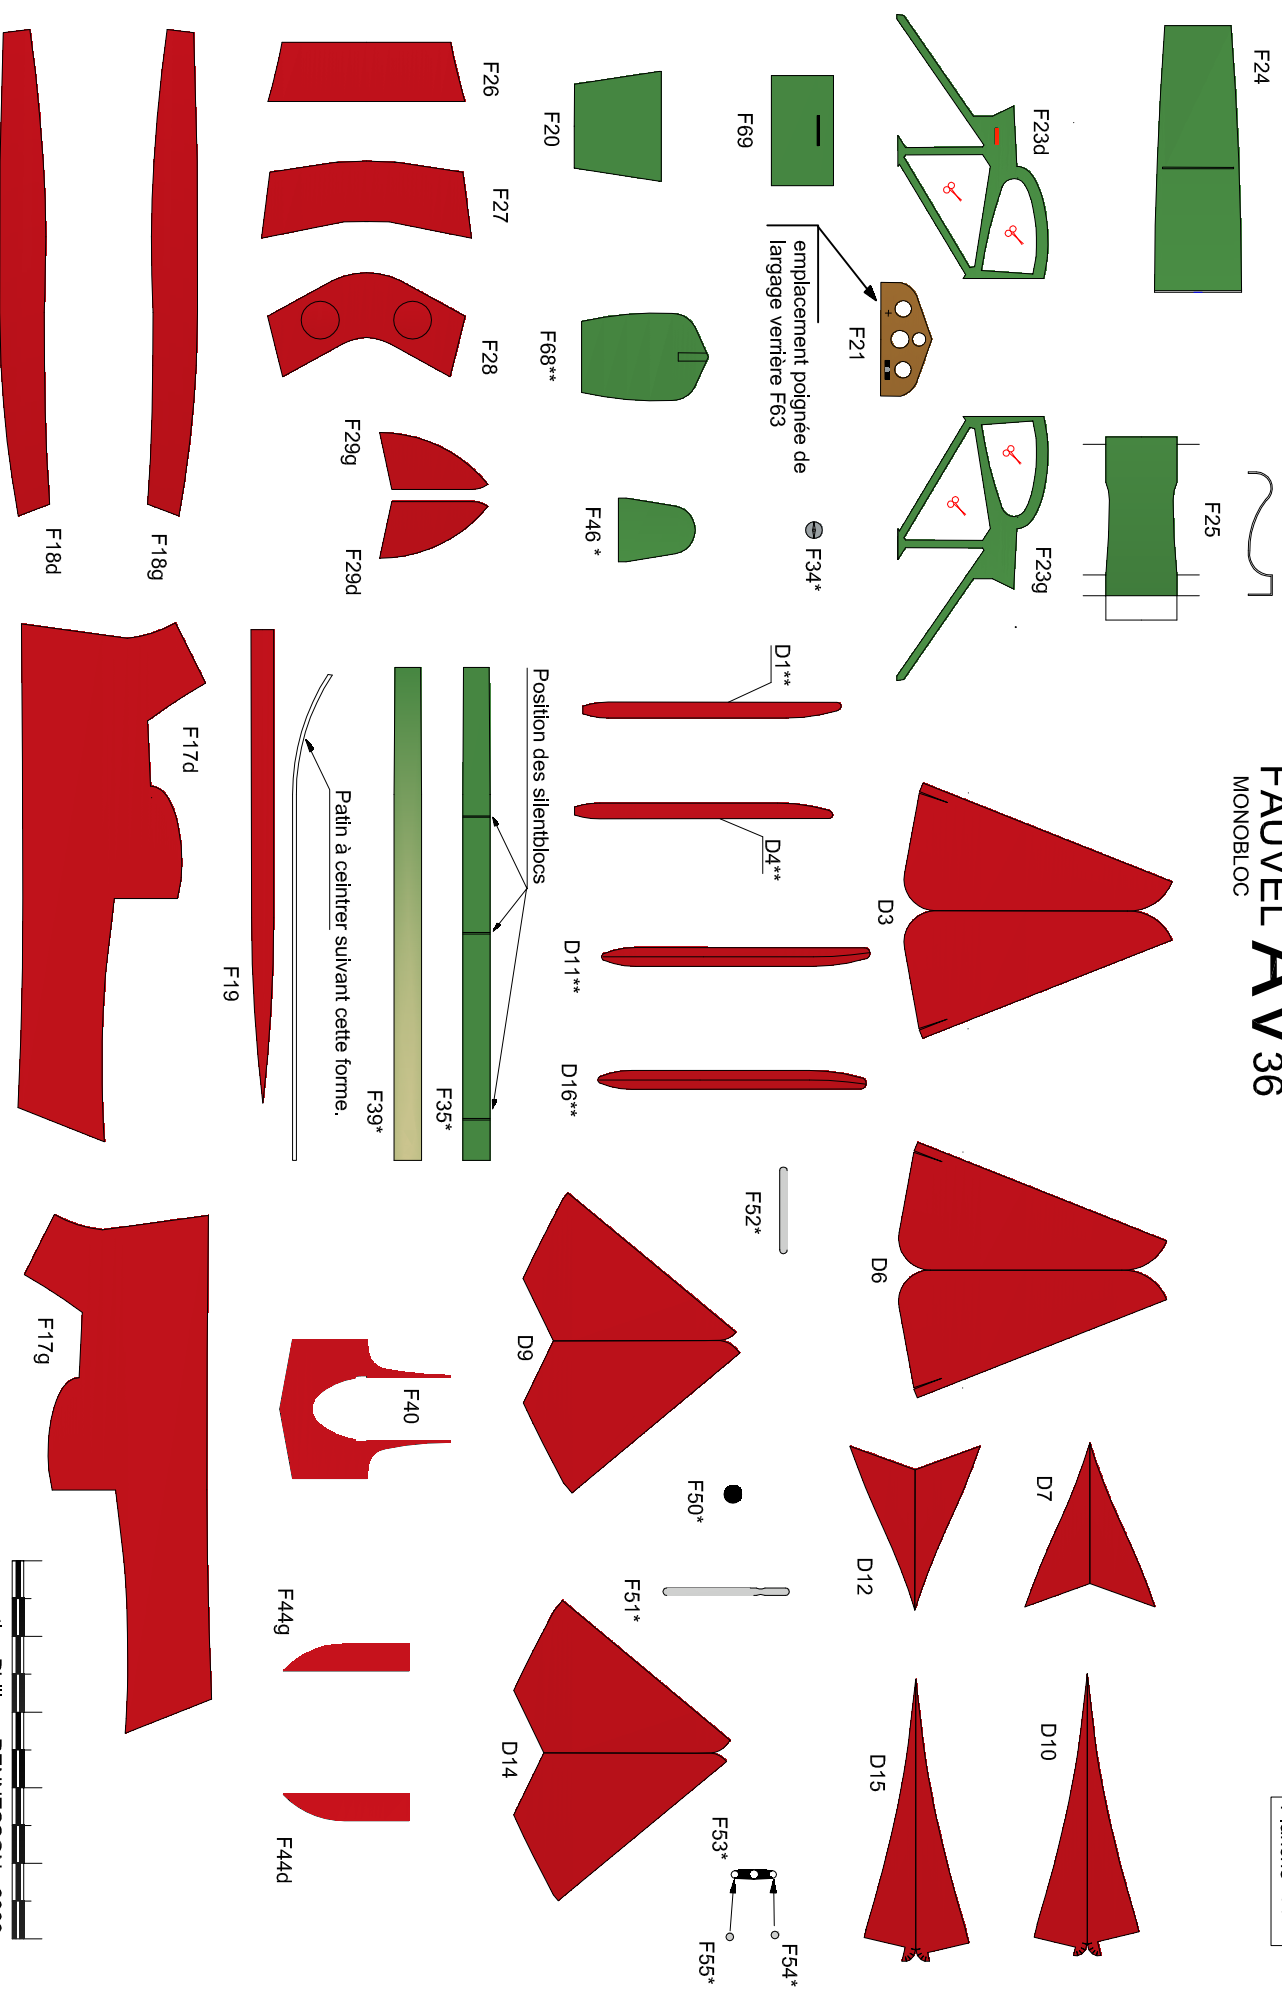 FAUVEL AV 36
MONOBLOC
F24
F23d
F69
F20
F26
F25
F23g
emplacement poignée de
largage verrière F63
F21
F34*
F68**
F46 *
F27
F28
F29g
F29d
F18g
F18d
D1**
D4**
D11**
D16**
D3
D6
D7
D12
D10
D15
Position des silentblocs
F35*
F39*
Patin à ceintrer suivant cette forme.
F19
F17d
F17g
F52*
D9
F50*
F51*
D14
F53*
F54*
F55*
F40
F44g
F44d